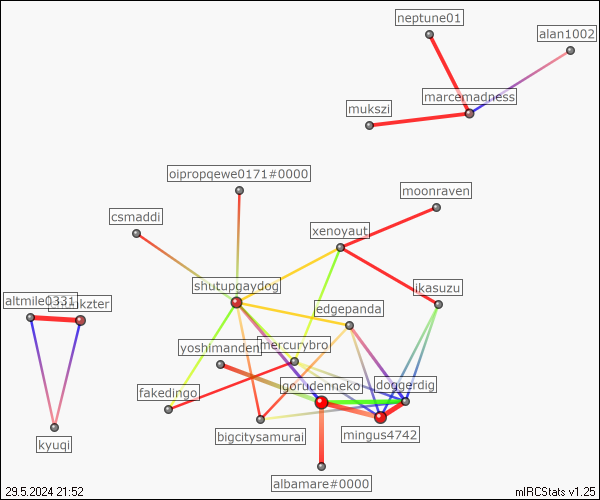 neptune01
alan1002
marcemadness
mukszi
oipropqewe0171#0000
moonraven
csmaddi
xenoyaut
shutupgaydog
ikasuzu
altmile0331
edgepanda
mercurybro
yoshimanden
gorudenneko
doggerdig
fakedingo
bigcitysamurai
mingus4742
kyuqi
albamare#0000
29.5.2024 21:52
mIRCStats v1.25